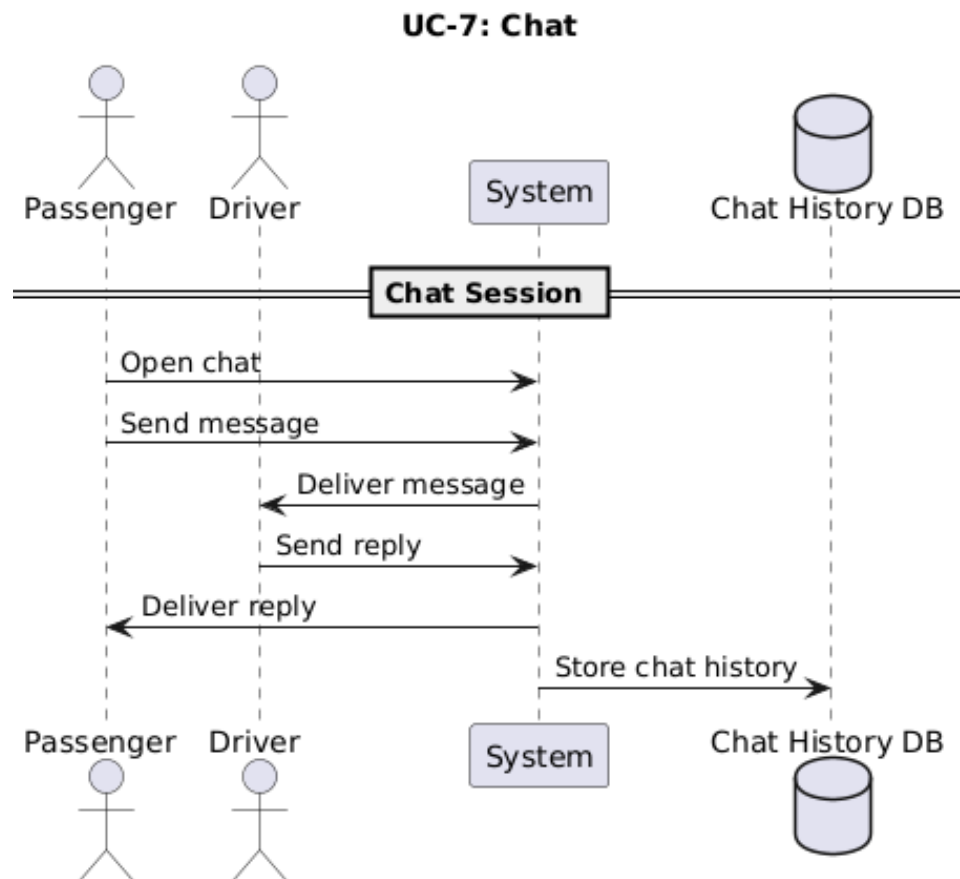 UC-7: Chat
Passenger Driver System Chat History DB
Chat Session
Open chat
Send message
Deliver message
Send reply
Deliver reply
Store chat history
Passenger Driver System Chat History DB